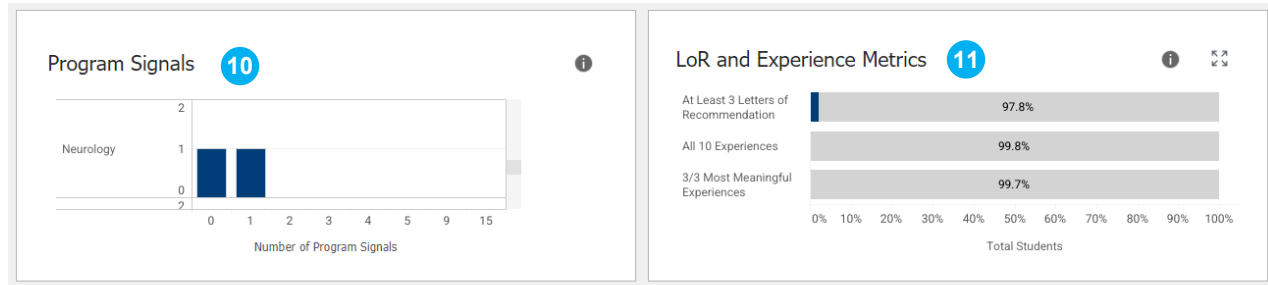 Program Signals 10
2
Neurology 1
0
2
0 1 2 3 4 5 9 15
Number of Program Signals
LoR and Experience Metrics 11
At Least 3 Letters of
Recommendation
97.8%
All 10 Experiences 99.8%
3/3 Most Meaningful
Experiences
99.7%
0% 10% 20% 30% 40% 50% 60% 70% 80% 90% 100%
Total Students